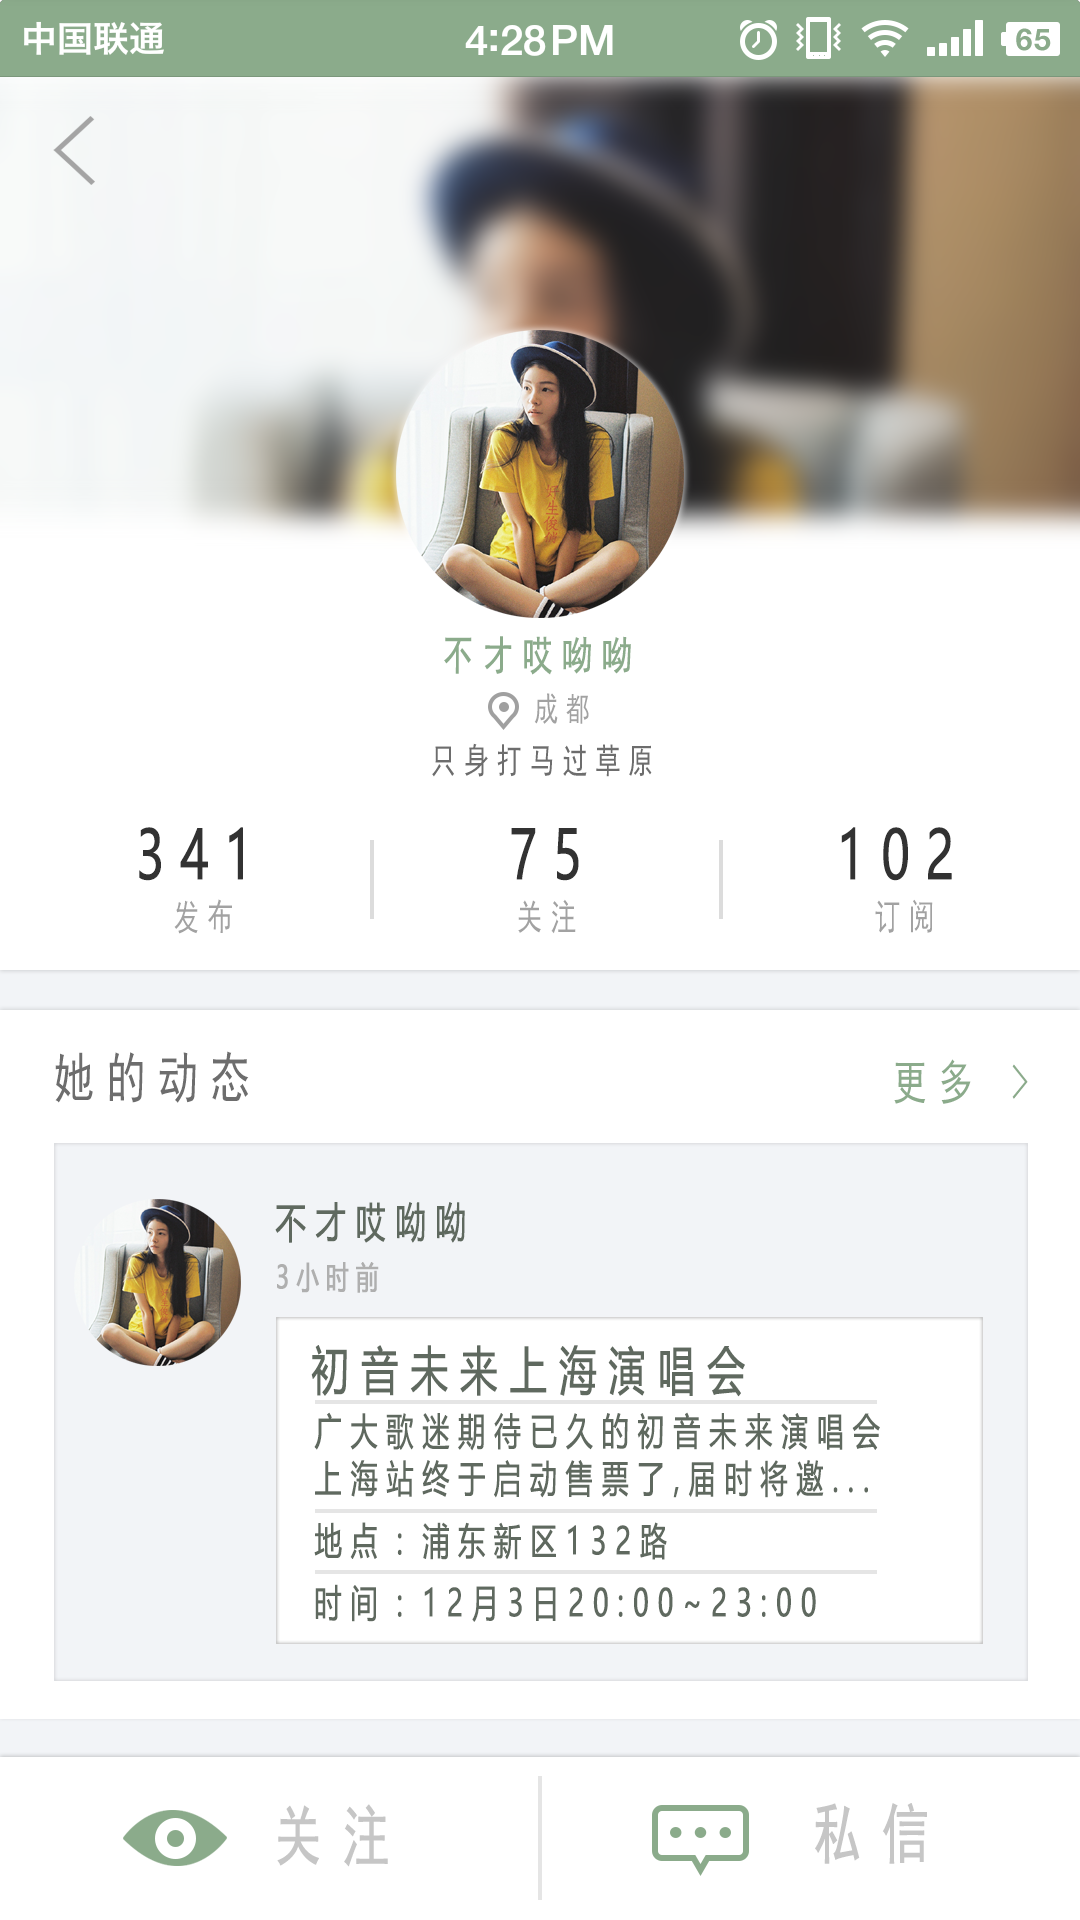 中国联通 4:28PM 65
不才哎呦呦
成都
只身打马过草原
341 75 102
发布 关注 订阅
她的动态 更多
不才哎呦呦
3小时前
初音未来上海演唱会
广大歌迷期待已久的初音未来演唱会
上海站终于启动售票了,届时将邀...
地点：浦东新区132路
时间：12月3日20:00~23:00
关注 私信